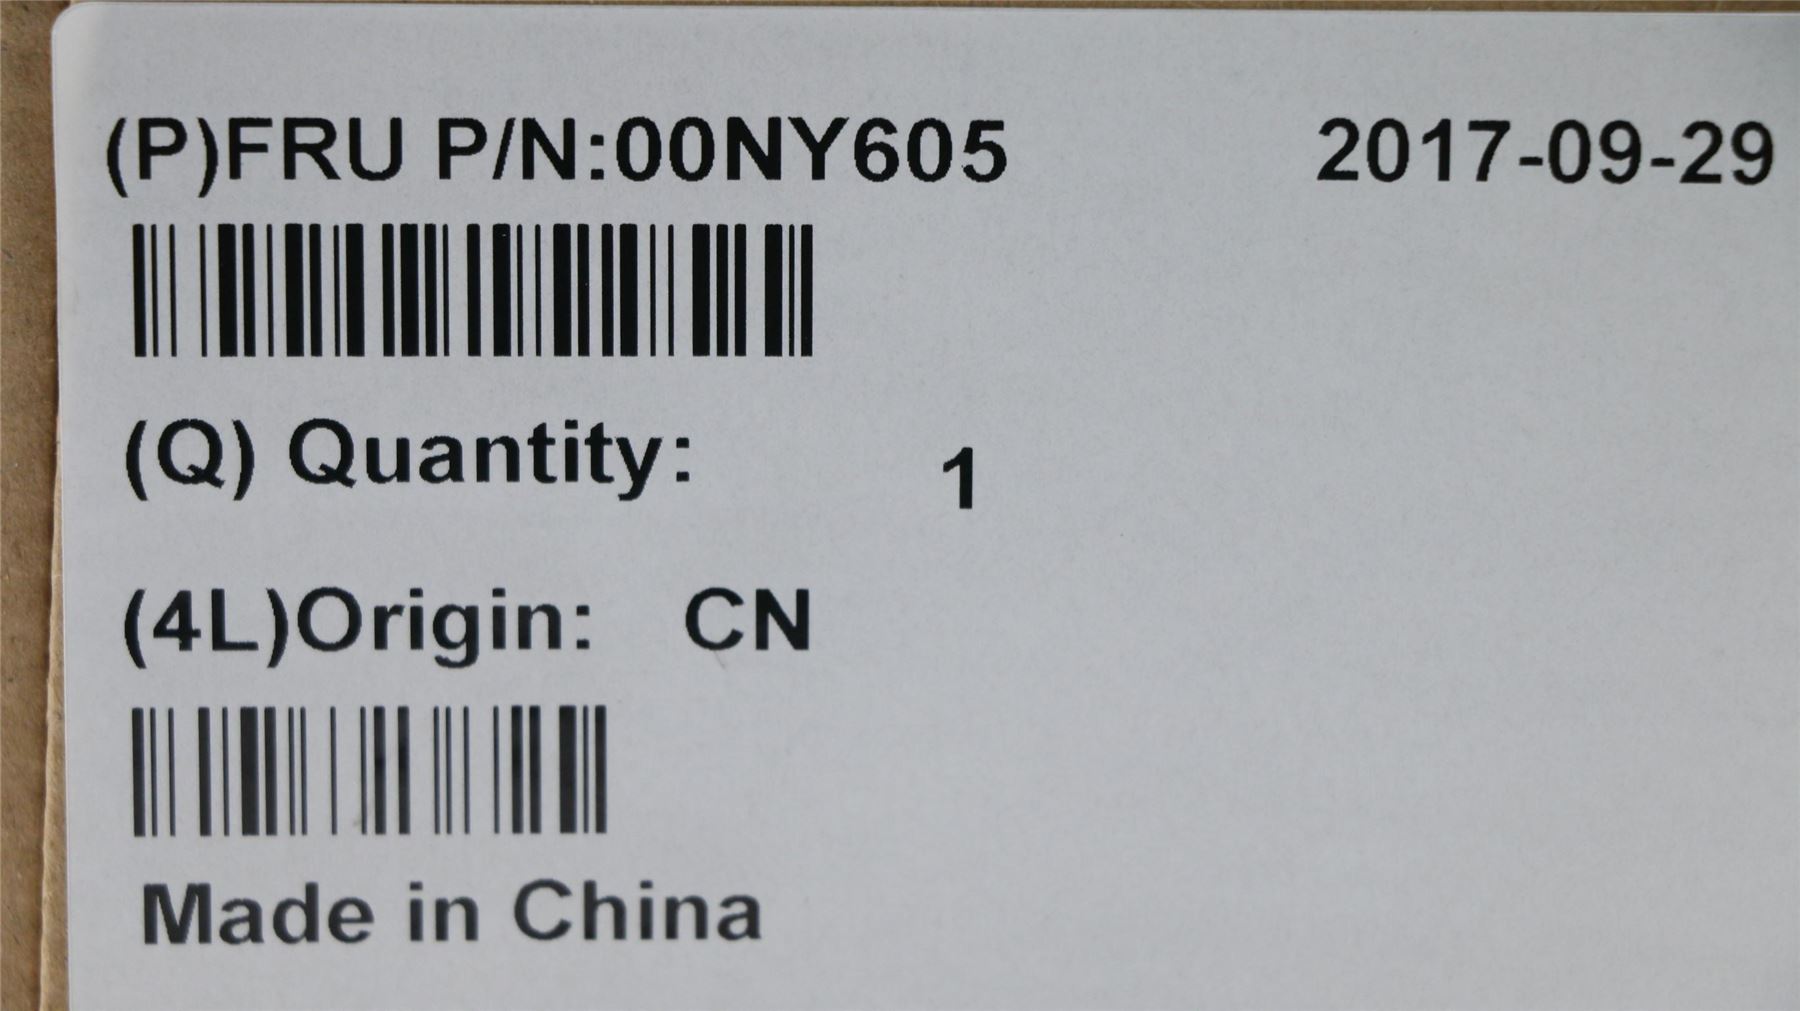 (P)FRU P/N:00NY605 2017-09-29
(Q) Quantity: 1
(4L)Origin: CN
Made in China